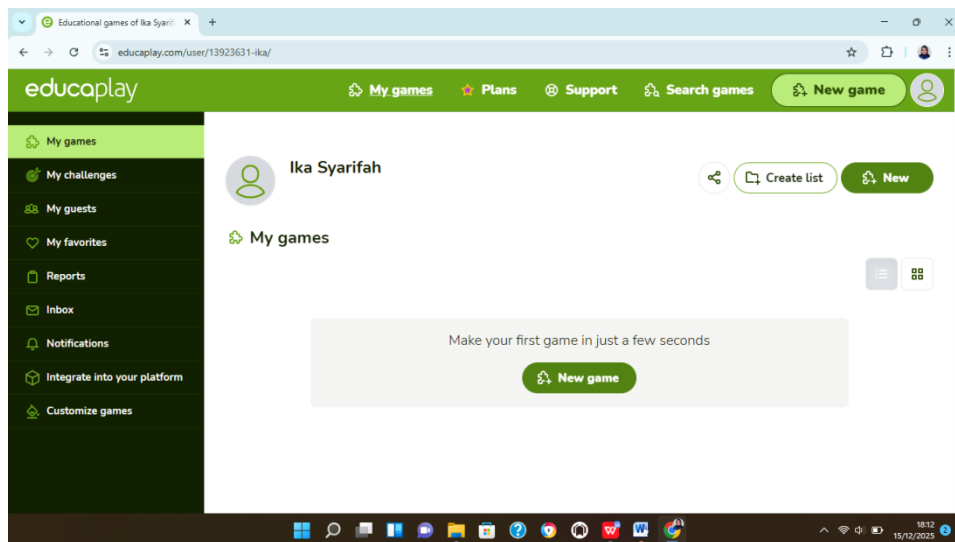 Educational games of Ika Syarif
educaplay.com/user/13923631-ika/
educaplay
My games
Plans
Support
Search games
New game
My games
My challenges
My guests
My favorites
Reports
Inbox
Notifications
Integrate into your platform
Customize games
Ika Syarifah
Create list
New
My games
Make your first game in just a few seconds
New game
18:12
15/12/2025
2